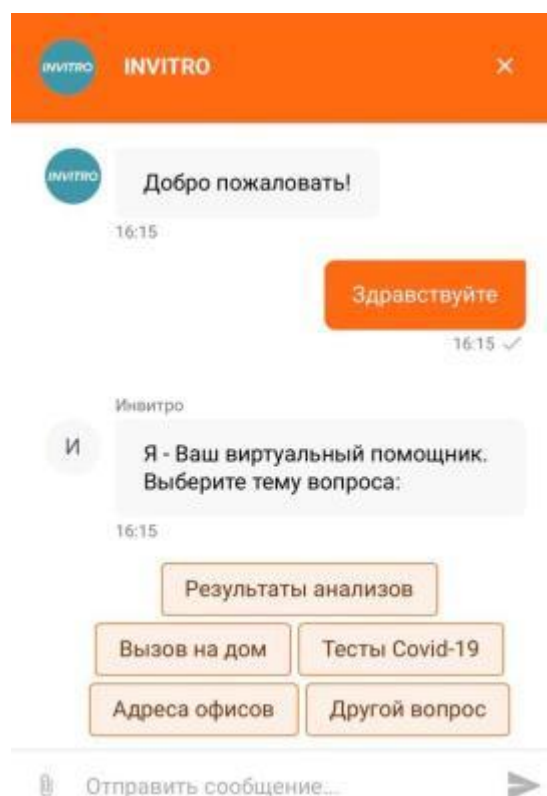 INVITRO
INVITRO
INVITRO
Добро пожаловать!
16:15
Здравствуйте
16:15
Инвитро
И
Я - Ваш виртуальный помощник.
Выберите тему вопроса:
16:15
Результаты анализов
Вызов на дом
Тесты Covid-19
Адреса офисов
Другой вопрос
Отправить сообщение...